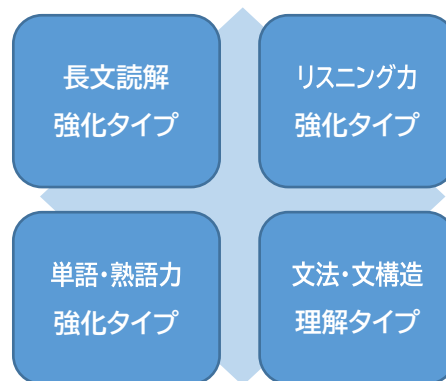 長文読解
強化タイプ
リスニング力
強化タイプ
単語・熟語力
強化タイプ
文法・文構造
理解タイプ